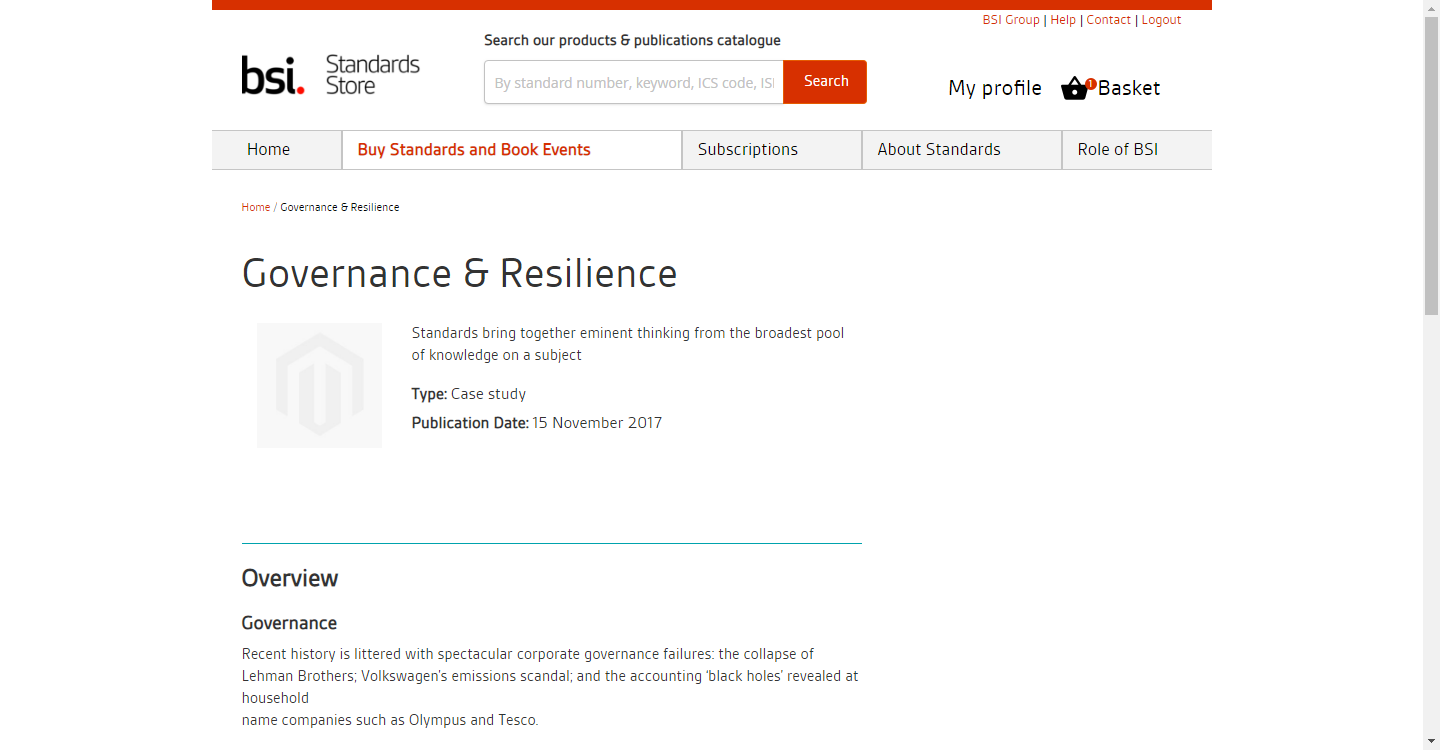 BSI Group | Help | Contact | Logout
Search our products & publications catalogue
bsi. Standards Store
By standard number, keyword, ICS code, ISI
Search
My profile
1
Basket
Home
Buy Standards and Book Events
Subscriptions
About Standards
Role of BSI
Home / Governance & Resilience
Governance & Resilience
Standards bring together eminent thinking from the broadest pool
of knowledge on a subject
Type: Case study
Publication Date: 15 November 2017
Overview
Governance
Recent history is littered with spectacular corporate governance failures: the collapse of
Lehman Brothers; Volkswagen's emissions scandal; and the accounting ‘black holes’ revealed at
household
name companies such as Olympus and Tesco.